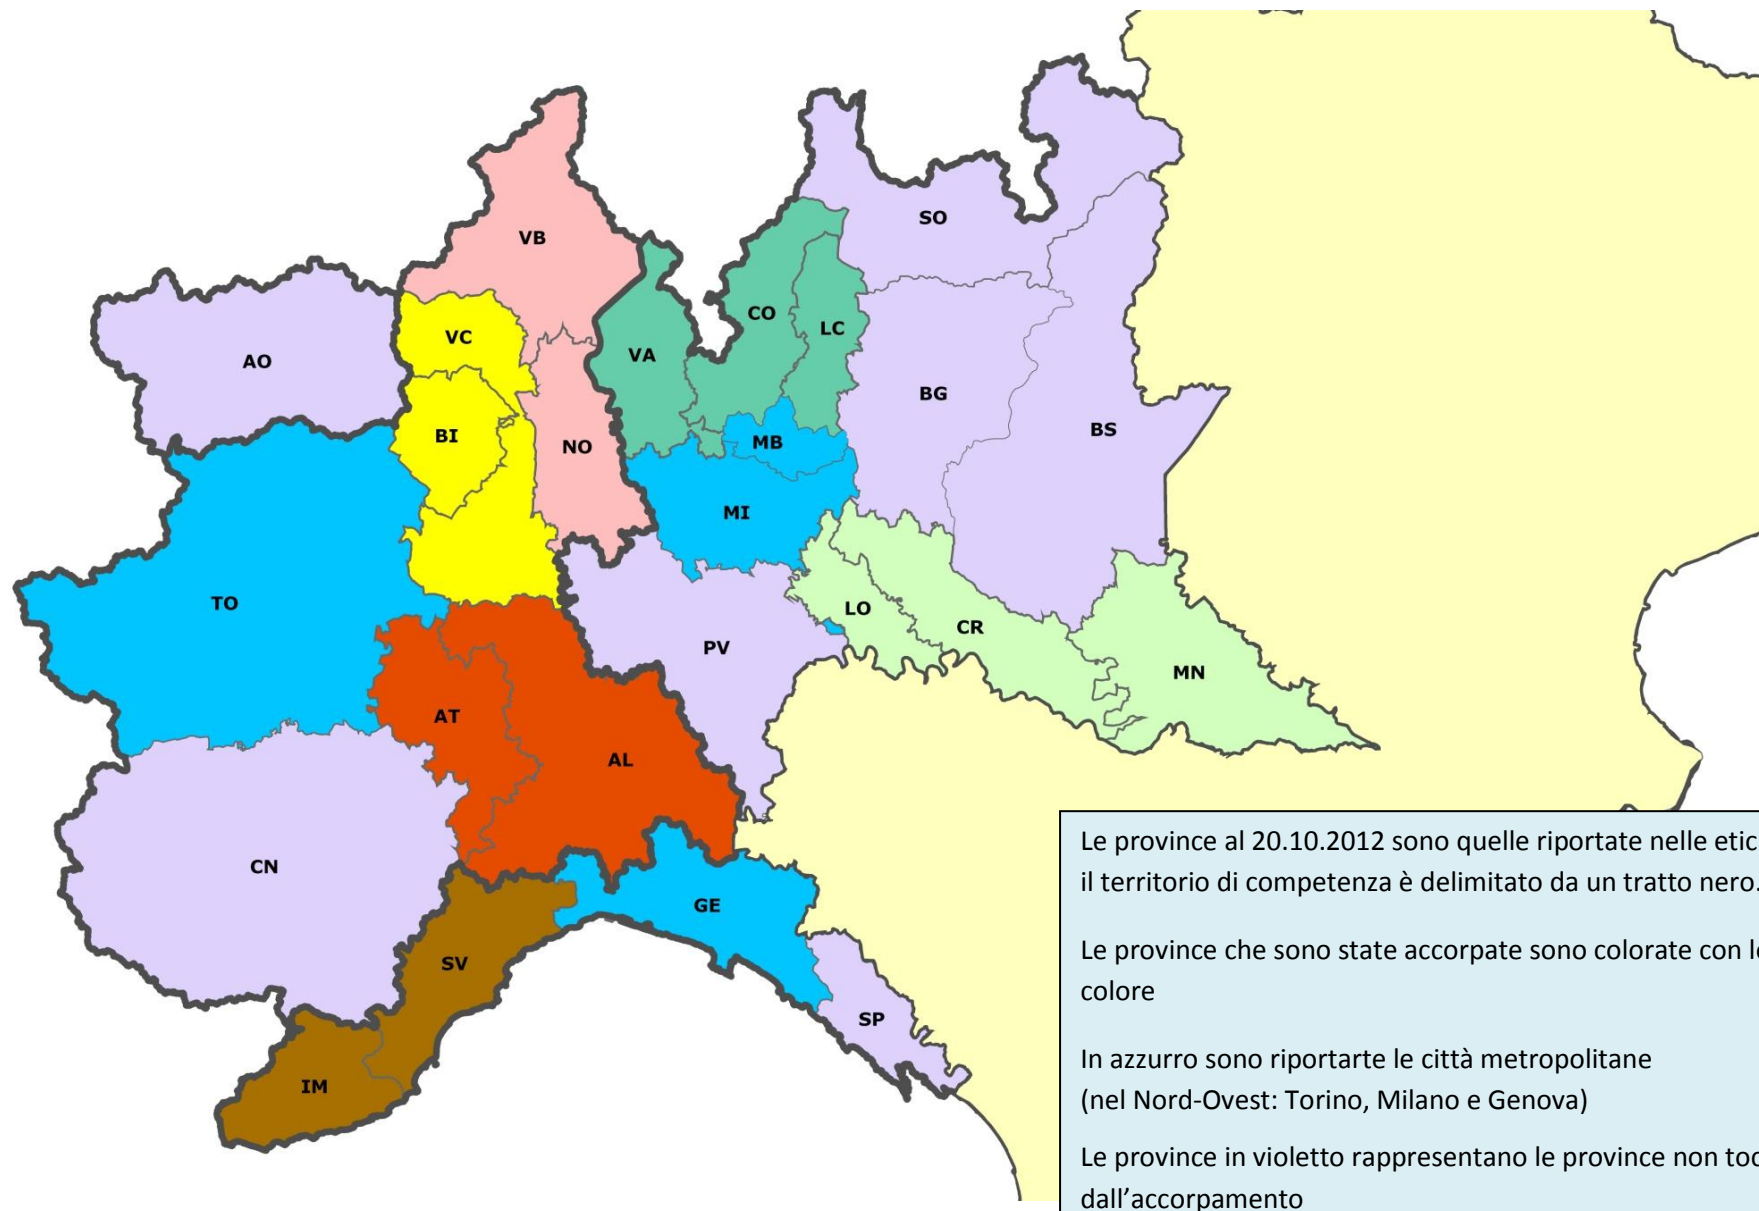 VB
SO
AO
VC
VA
CO
LC
BG
BI
NO
MB
BS
MI
TO
LO
CR
PV
MN
AT
AL
CN
GE
SV
SP
IM
Le province al 20.10.2012 sono quelle riportate nelle
il territorio di competenza è delimitato da un tratto nero.
Le province che sono state accorpate sono colorate con
colore
In azzurro sono riportarte le città metropolitane
(nel Nord-Ovest: Torino, Milano e Genova)
Le province in violetto rappresentano le province non
dall'accorpamento